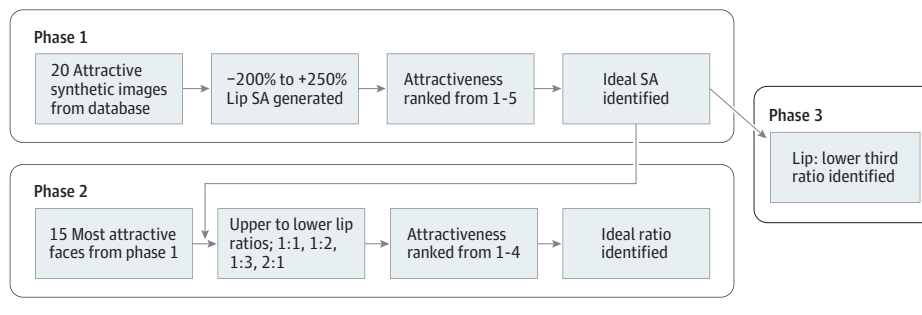 Phase 1
20 Attractive
synthetic images
from database
−200% to +250%
Lip SA generated
Attractiveness
ranked from 1-5
Ideal SA
identified
Phase 3
Lip: lower third
ratio identified
Phase 2
15 Most attractive
faces from phase 1
Upper to lower lip
ratios; 1:1, 1:2,
1:3, 2:1
Attractiveness
ranked from 1-4
Ideal ratio
identified